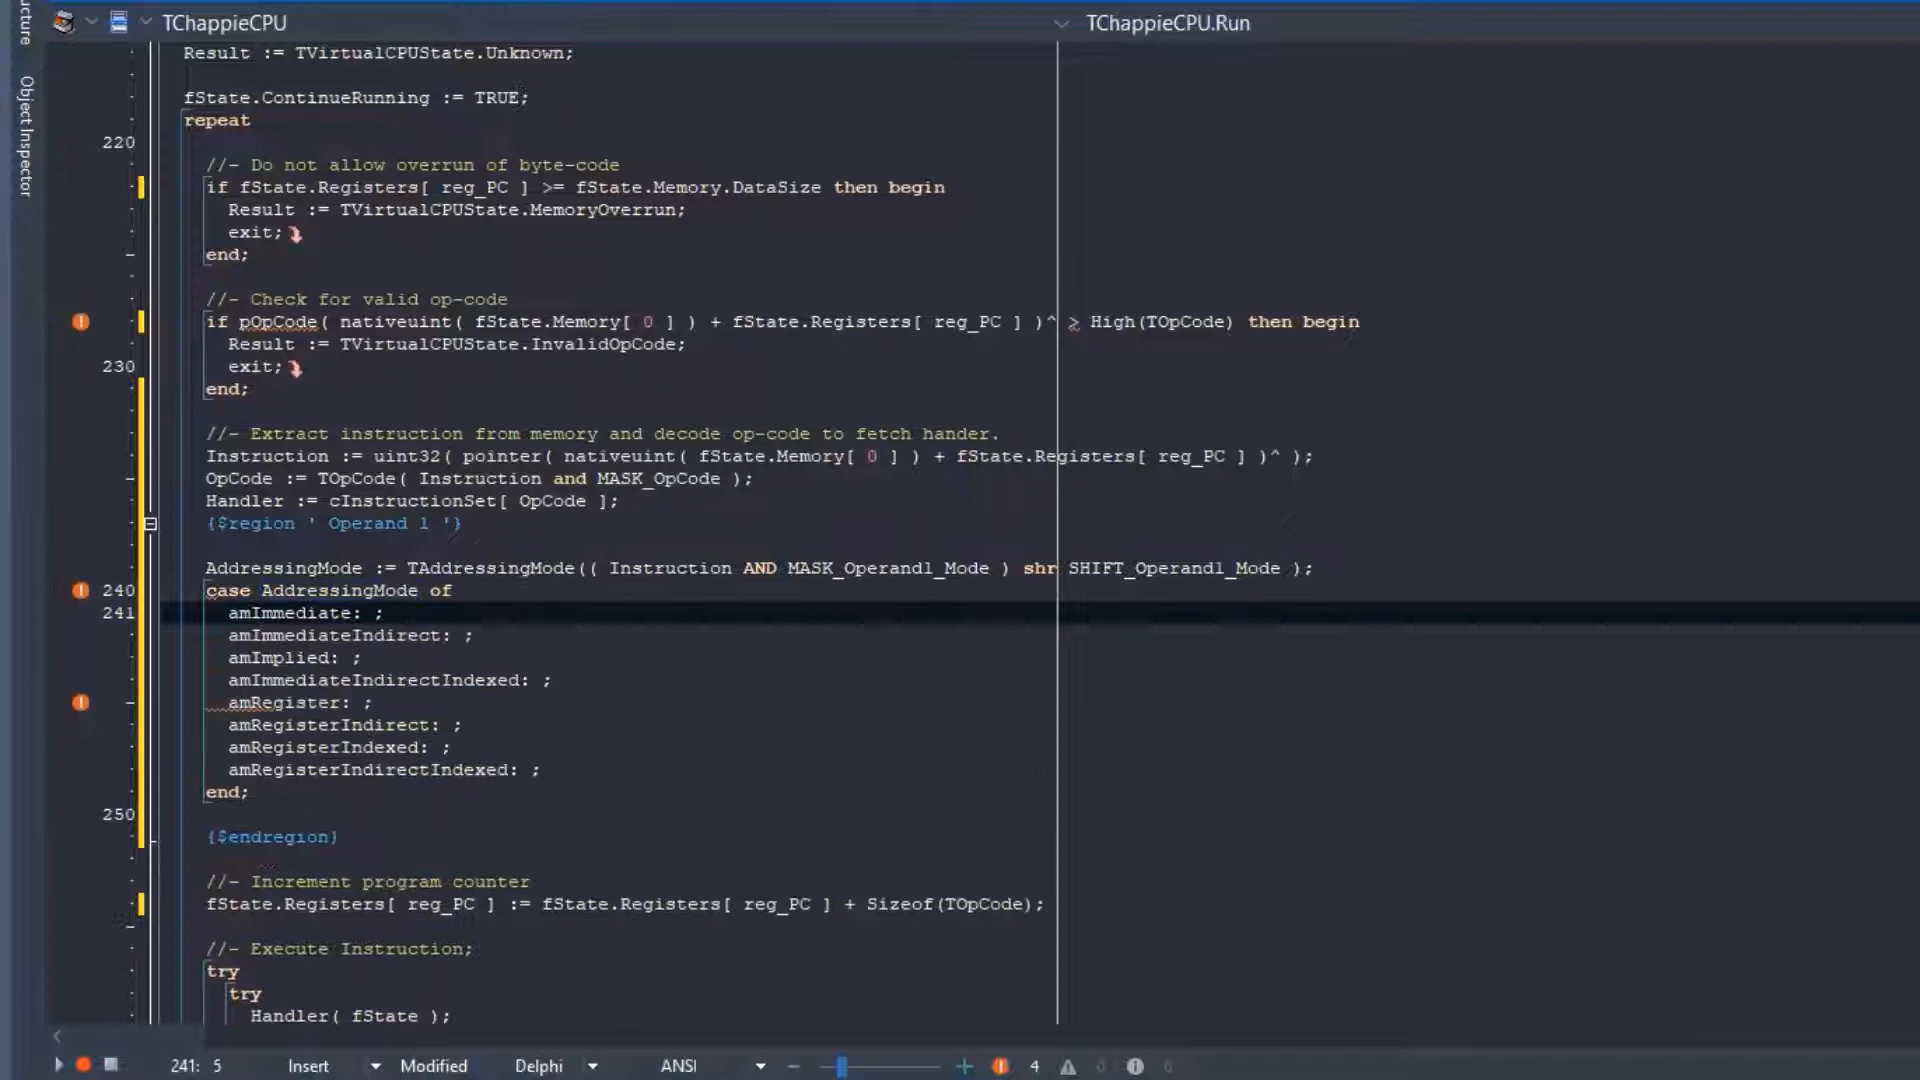 ucture
Object Inspector
TChappieCPU
TChappieCPU.Run
Result := TVirtualCPUState.Unknown;
fState.ContinueRunning := TRUE;
repeat
220
//- Do not allow overrun of byte-code
if fState.Registers[ reg_PC ] >= fState.Memory.DataSize then begin
Result := TVirtualCPUState.MemoryOverrun;
exit;
end;
//- Check for valid op-code
if pOpCode( nativeuint( fState.Memory[ 0 ] ) + fState.Registers[ reg_PC ] )^ > High(TOpCode) then begin
Result := TVirtualCPUState.InvalidOpCode;
230 exit;
end;
//- Extract instruction from memory and decode op-code to fetch hander.
Instruction := uint32( pointer( nativeuint( fState.Memory[ 0 ] ) + fState.Registers[ reg_PC ] )^ );
OpCode := TOpCode( Instruction and MASK_OpCode );
Handler := cInstructionSet[ OpCode ];
{$region ' Operand 1 '}
AddressingMode := TAddressingMode(( Instruction AND MASK_Operand1_Mode ) shr SHIFT_Operand1_Mode );
240 case AddressingMode of
241 amImmediate: ;
amImmediateIndirect: ;
amImplied: ;
amImmediateIndirectIndexed: ;
amRegister: ;
amRegisterIndirect: ;
amRegisterIndexed: ;
amRegisterIndirectIndexed: ;
end;
250
{$endregion}
//- Increment program counter
fState.Registers[ reg_PC ] := fState.Registers[ reg_PC ] + Sizeof(TOpCode);
//- Execute Instruction;
try
try
Handler( fState );
241: 5 Insert Modified Delphi ANSI 4 0 0